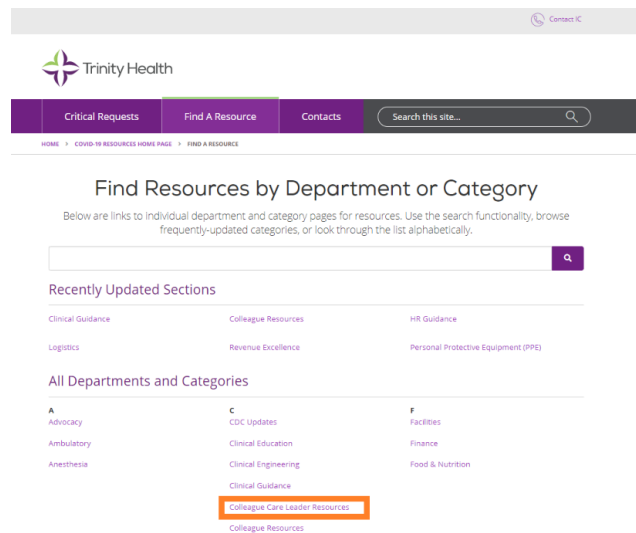 Contact IC
Trinity Health
Critical Requests
Find A Resource
Contacts
Search this site...
HOME > COVID-19 RESOURCES HOME PAGE > FIND A RESOURCE
Find Resources by Department or Category
Below are links to individual department and category pages for resources. Use the search functionality, browse
frequently-updated categories, or look through the list alphabetically.
Recently Updated Sections
Clinical Guidance
Colleague Resources
HR Guidance
Logistics
Revenue Excellence
Personal Protective Equipment (PPE)
All Departments and Categories
A
Advocacy
Ambulatory
Anesthesia
C
CDC Updates
Clinical Education
Clinical Engineering
Clinical Guidance
Colleague Care Leader Resources
Colleague Resources
F
Facilities
Finance
Food & Nutrition